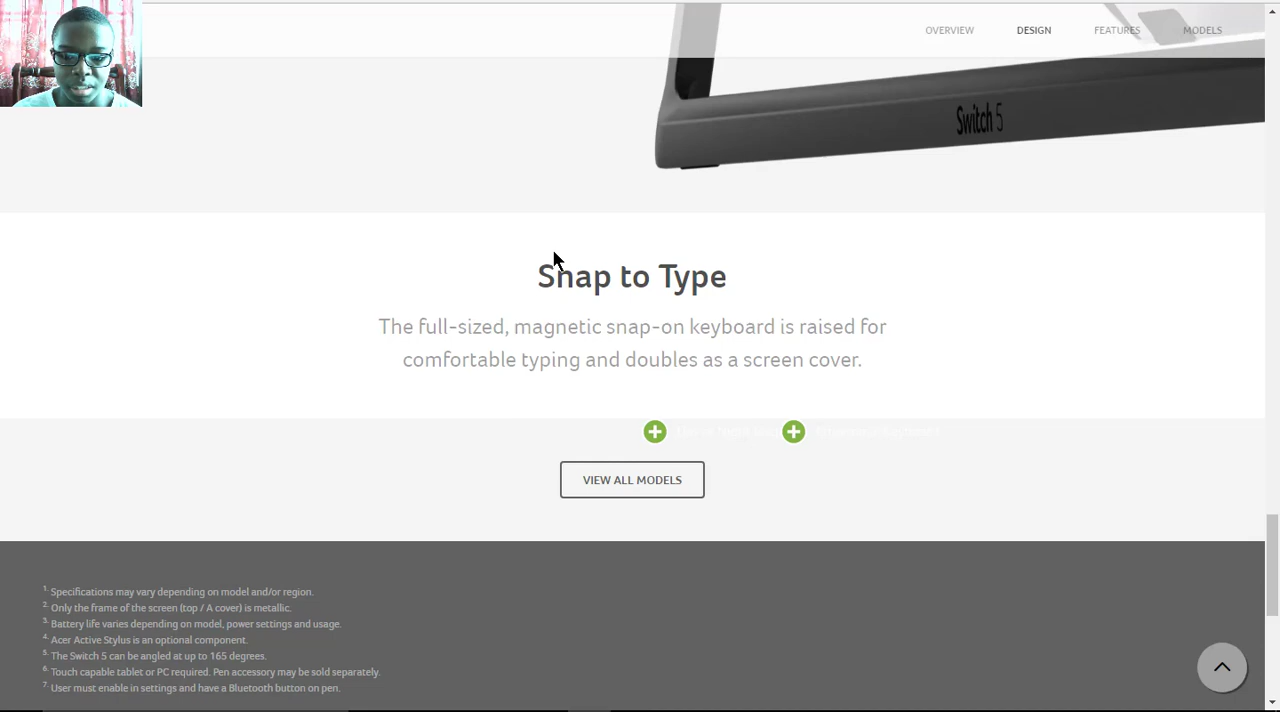 OVERVIEW DESIGN FEATURES MODELS
Switch 5
Snap to Type
The full-sized, magnetic snap-on keyboard is raised for
comfortable typing and doubles as a screen cover.
VIEW ALL MODELS
1. Specifications may vary depending on model and/or region.
2. Only the frame of the screen (top / A cover) is metallic.
3. Battery life varies depending on model, power settings and usage.
4. Acer Active Stylus is an optional component.
5. The Switch 5 can be angled at up to 165 degrees.
6. Touch capable tablet or PC required. Pen accessory may be sold separately.
7. User must enable in settings and have a Bluetooth button on pen.